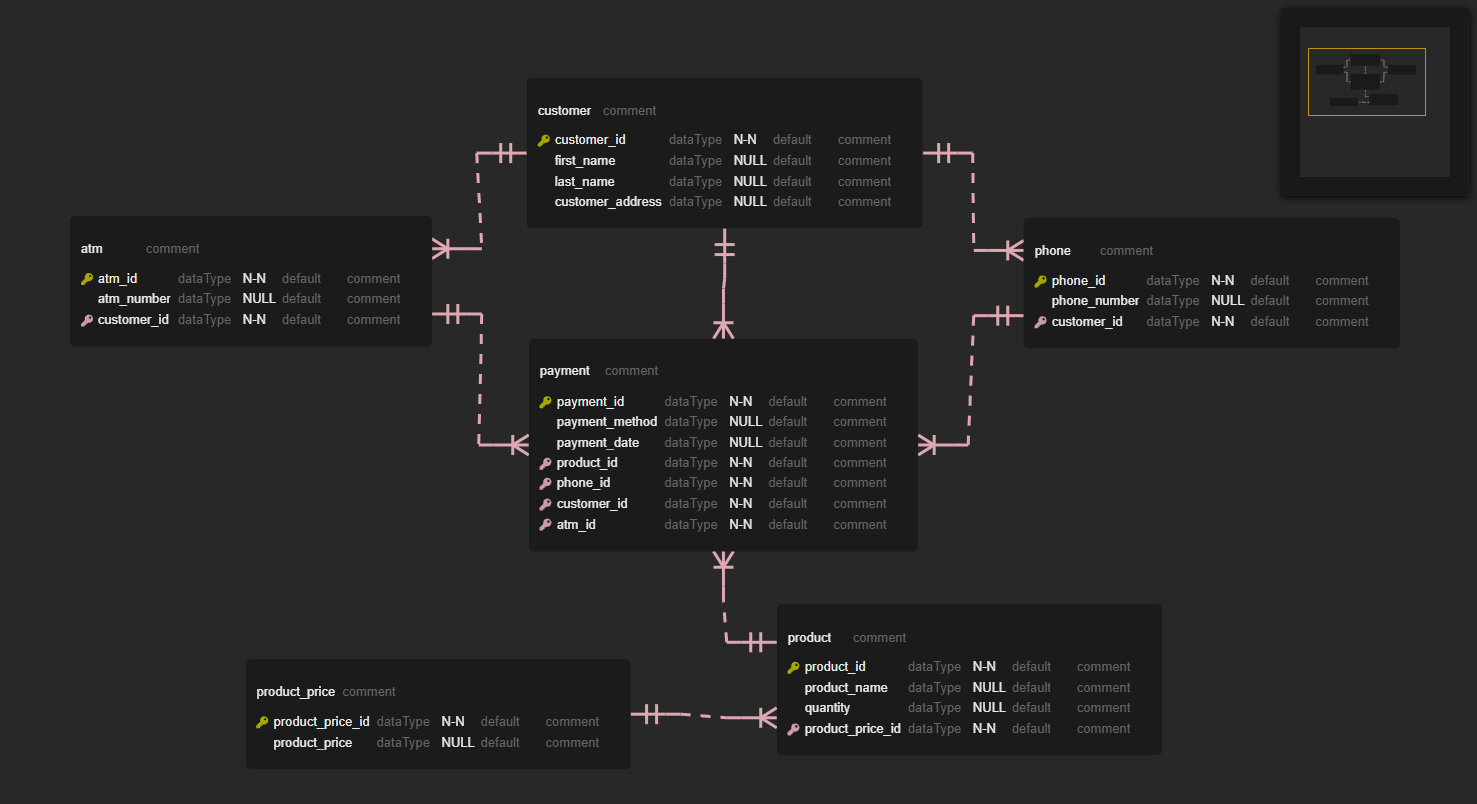 customer comment
customer_id dataType N-N default comment
first_name dataType NULL default comment
last_name dataType NULL default comment
customer_address dataType NULL default comment
atm comment
atm_id dataType N-N default comment
atm_number dataType NULL default comment
customer_id dataType N-N default comment
phone comment
phone_id dataType N-N default comment
phone_number dataType NULL default comment
customer_id dataType N-N default comment
payment comment
payment_id dataType N-N default comment
payment_method dataType NULL default comment
payment_date dataType NULL default comment
product_id dataType N-N default comment
phone_id dataType N-N default comment
customer_id dataType N-N default comment
atm_id dataType N-N default comment
product comment
product_id dataType N-N default comment
product_name dataType NULL default comment
quantity dataType NULL default comment
product_price_id dataType N-N default comment
product_price comment
product_price_id dataType N-N default comment
product_price dataType NULL default comment